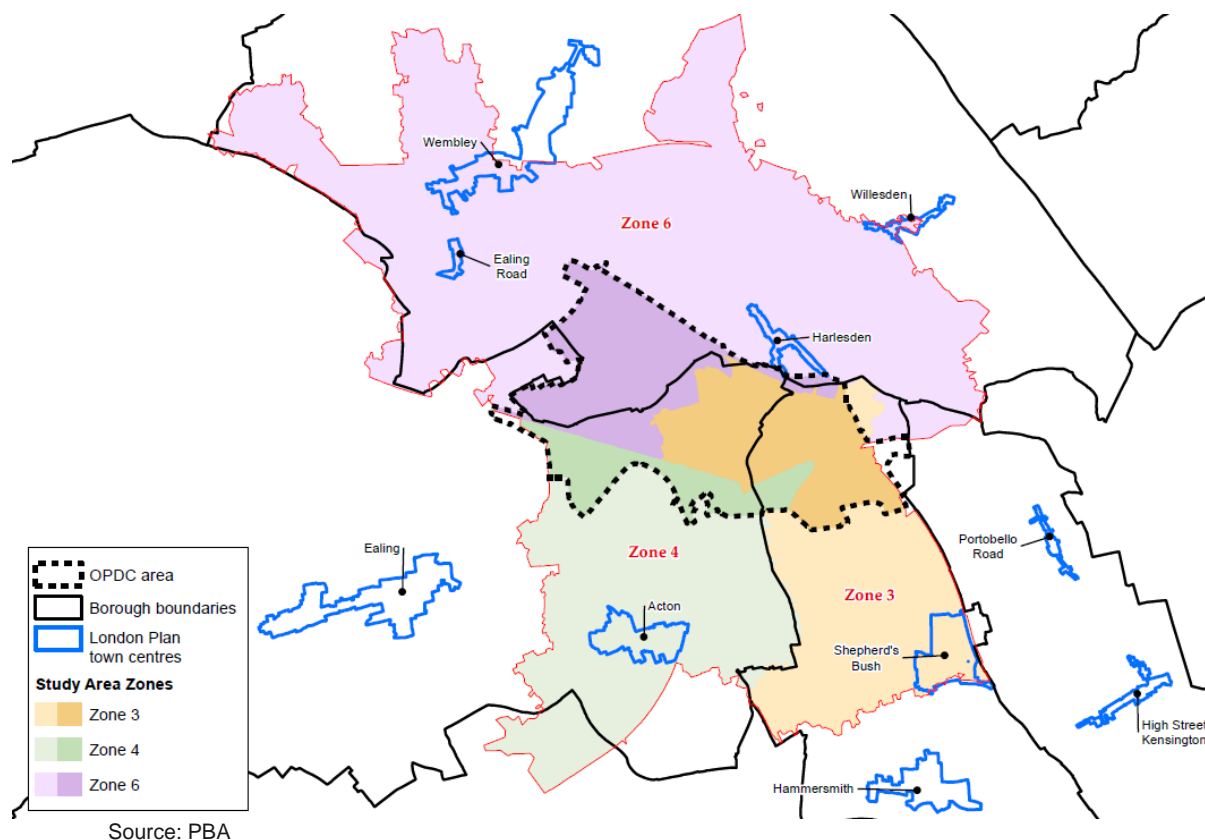 Wembley
Willesden
Zone 6
Ealing
Road
Harlesden
Portobello
Road
Ealing
Zone 4
Acton
Zone 3
Shepherd's
Bush
High Street
Kensington
Hammersmith
OPDC area
Borough boundaries
London Plan
town centres
Study Area Zones
Zone 3
Zone 4
Zone 6
Source: PBA